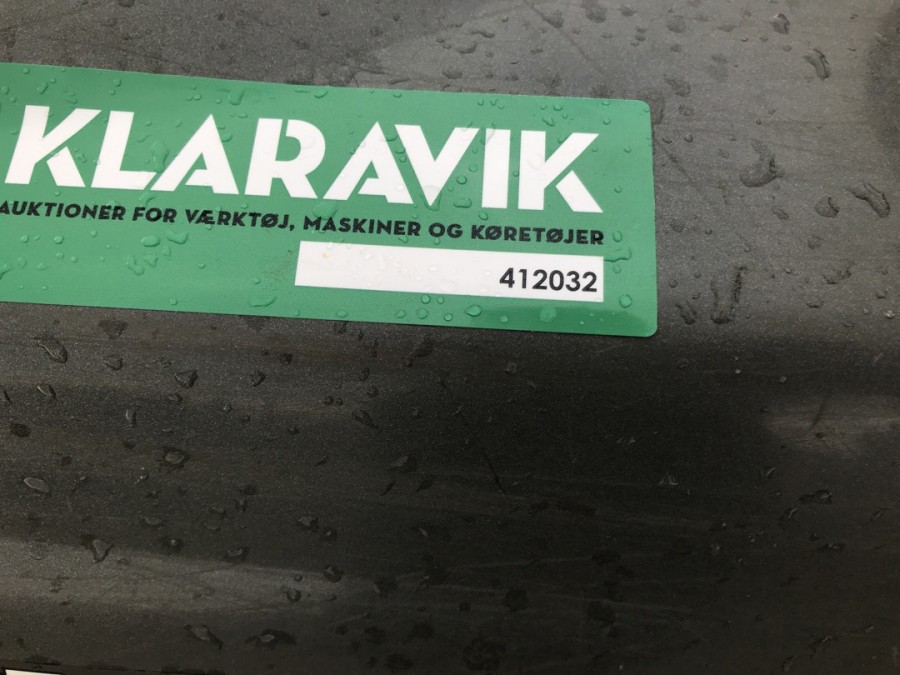 KLARAVIK
AUKTIONER FOR VÆRKTØJ, MASKINER OG KØRETØJER
412032